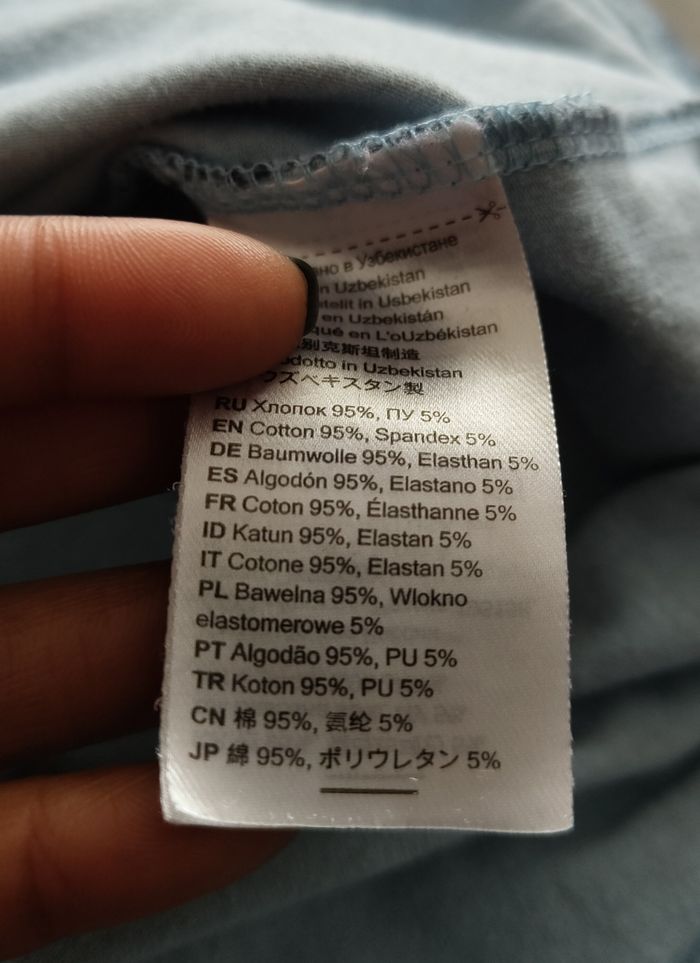 в Узбекистане
Uzbekistan
in Usbekistan
en Uzbekistán
en L'oUzbékistan
别克斯坦制造
in Uzbekistan
ウズベキスタン製
RU Хлопок 95%, ПУ 5%
EN Cotton 95%, Spandex 5%
DE Baumwolle 95%, Elasthan 5%
ES Algodón 95%, Elastano 5%
FR Coton 95%, Élasthanne 5%
ID Katun 95%, Elastan 5%
IT Cotone 95%, Elastan 5%
PL Bawelna 95%, Wlokno
elastomerowe 5%
PT Algodão 95%, PU 5%
TR Koton 95%, PU 5%
CN 棉 95%, 氨纶 5%
JP 綿 95%, ポリウレタン 5%